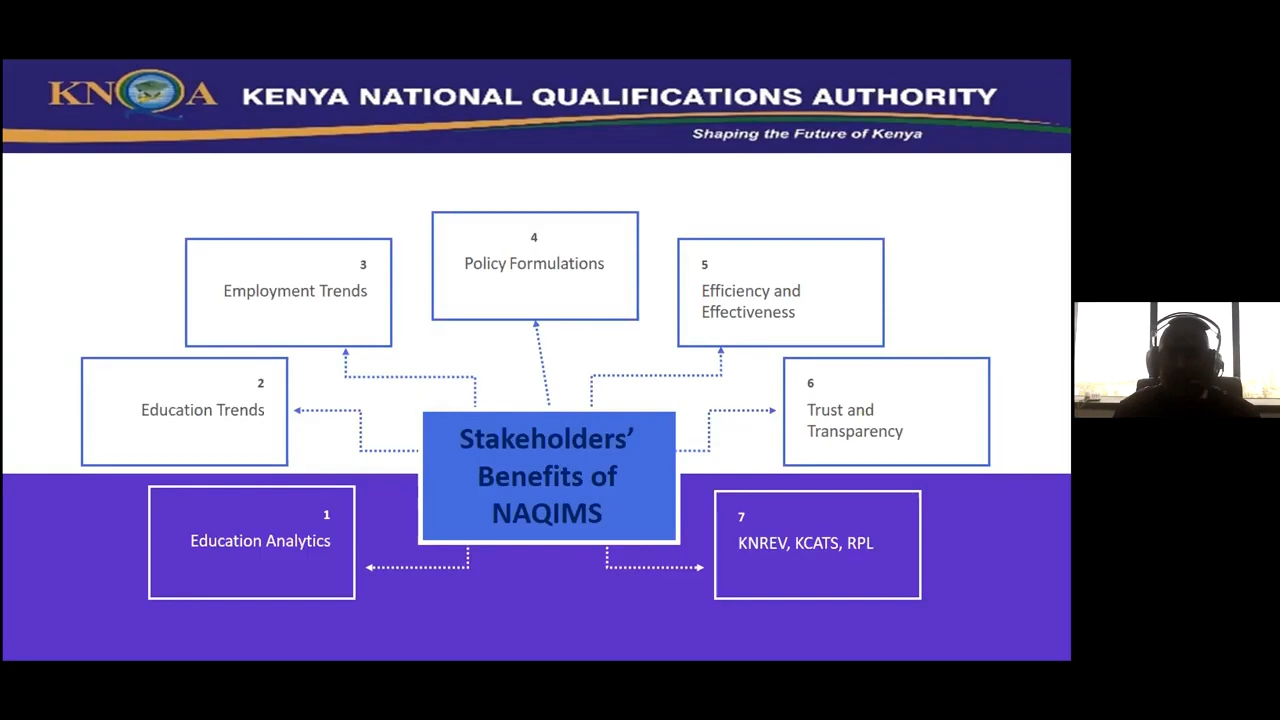 KNQA KENYA NATIONAL QUALIFICATIONS AUTHORITY
Shaping the Future of Kenya
4
Policy Formulations
3
Employment Trends
5
Efficiency and
Effectiveness
2
Education Trends
6
Trust and
Transparency
Stakeholders’
Benefits of
NAQIMS
1
Education Analytics
7
KNREV, KCATS, RPL